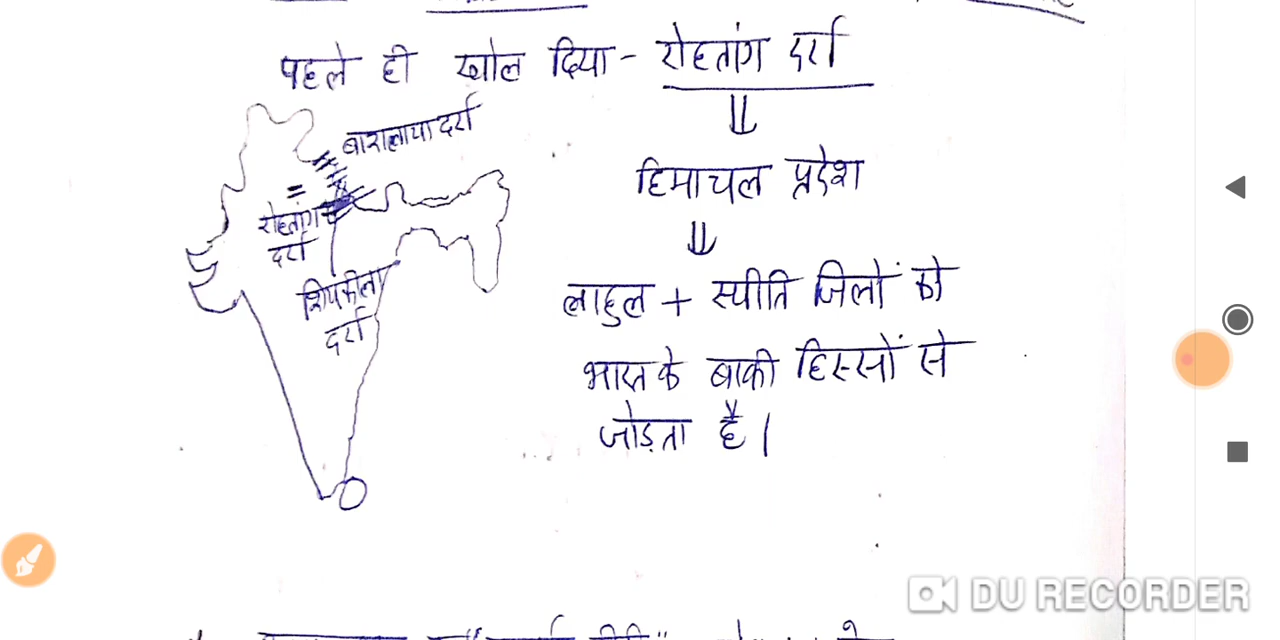 पहले ही खोल दिया - रोहतांग दर्रा
⇓
बारालाचा दर्रा
हिमाचल प्रदेश
=
रोहतांग
दर्रा
⇓
शिपकीला
दर्रा
लाहुल + स्पीति जिलों को
भारत के बाकी हिस्सों से
जोड़ता है।
DU RECORDER